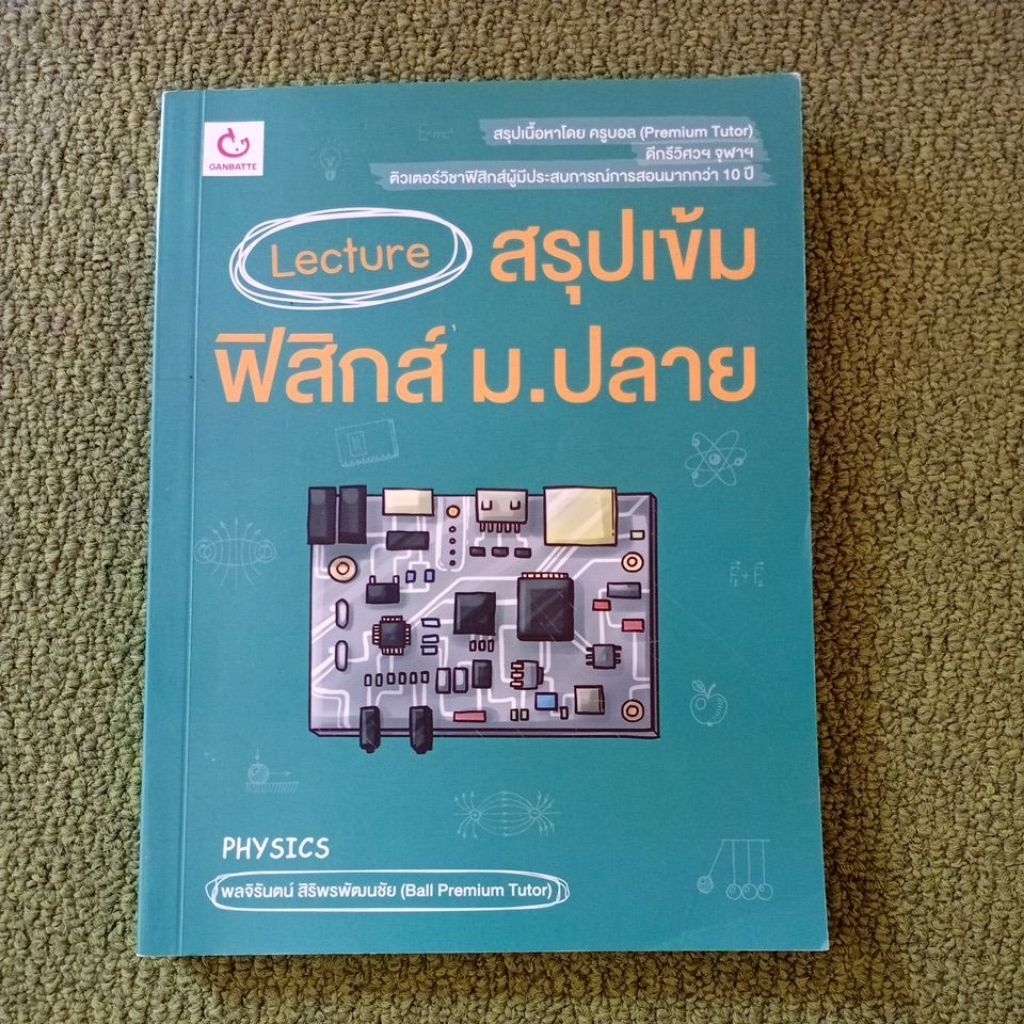 GANBATTE
สรุปเนื้อหาโดย ครูบอล (Premium Tutor)
ดีกรีวิศวฯ จุฬาฯ
ติวเตอร์วิชาฟิสิกส์ผู้มีประสบการณ์การสอนมากกว่า 10 ปี
E=mc²
Lecture สรุปเข้ม
ฟิสิกส์ ม.ปลาย
PHYSICS
พลจิรันตน์ สิริพรพัฒนชัย (Ball Premium Tutor)